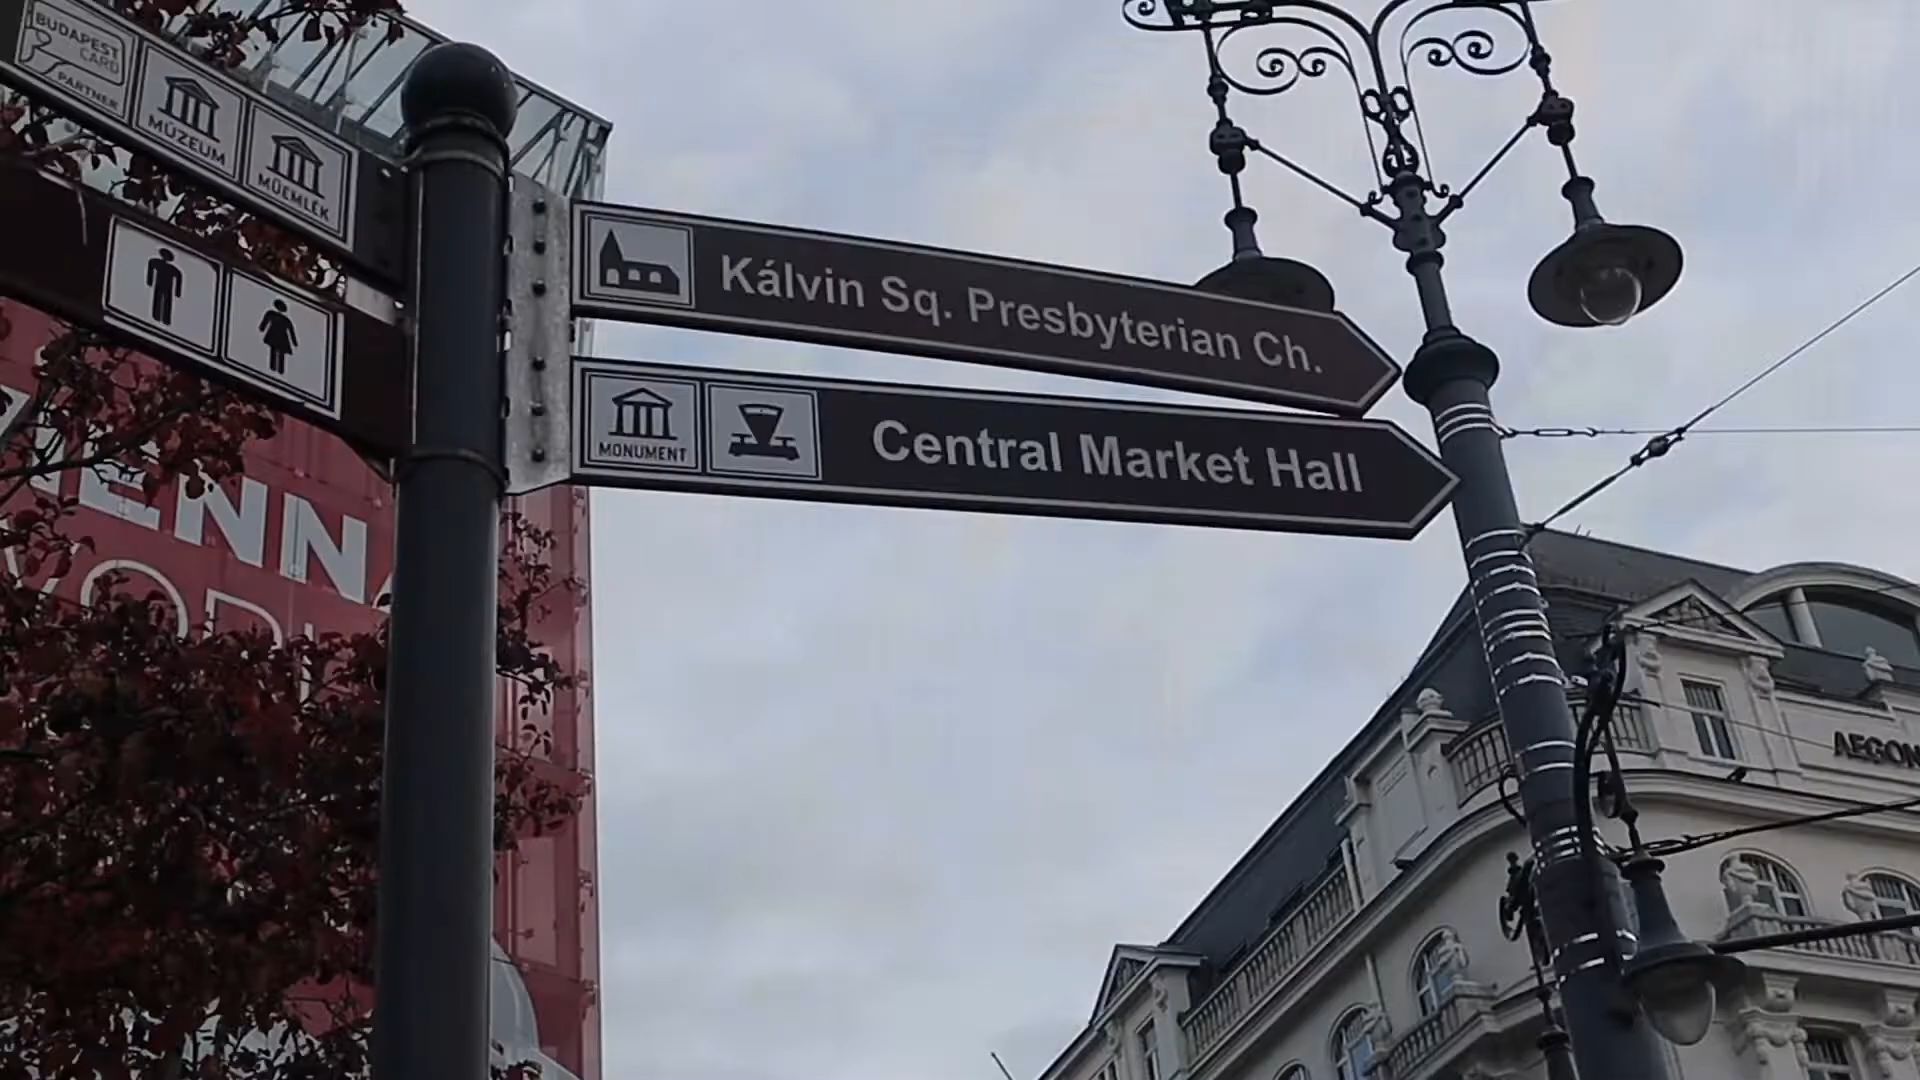 BUDAPEST
CARD
PARTNER
MÚZEUM
MŰEMLÉK
Kálvin Sq. Presbyterian Ch.
MONUMENT
Central Market Hall
AEGON